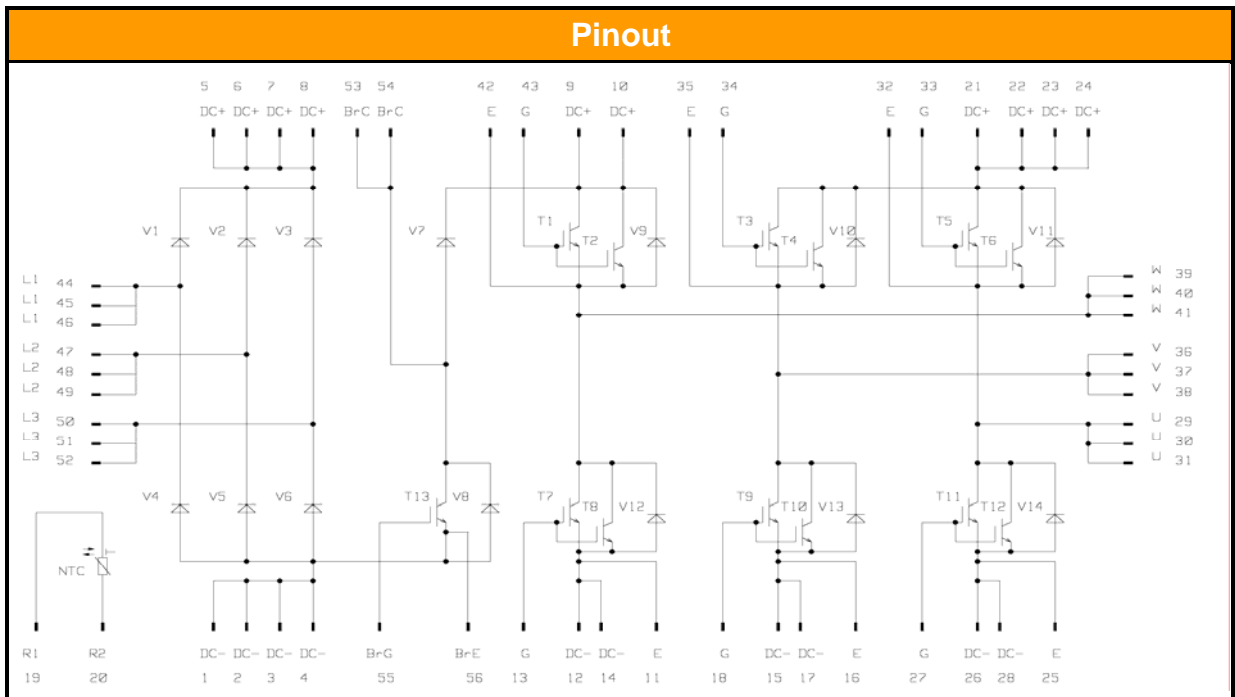 Pinout
5 6 7 8 53 54 42 43 9 10 35 34 32 33 21 22 23 24
DC+ DC+ DC+ DC+ BrC BrC E G DC+ DC+ E G E G DC+ DC+ DC+ DC+
T1 T3 T5
V1 V2 V3 V7 T2 V9 T4 V10 T6 V11
L1 44
L1 45
L1 46
L2 47
L2 48
L2 49
L3 50
L3 51
L3 52
W 39
W 40
W 41
V 36
V 37
V 38
U 29
U 30
U 31
V4 V5 V6 T13 V8 T7 T8 V12 T9 T10 V13 T11 T12 V14
NTC
R1 R2 DC- DC- DC- DC- BrG BrE G DC- DC- E G DC- DC- E G DC- DC- E
19 20 1 2 3 4 55 56 13 12 14 11 18 15 17 16 27 26 28 25